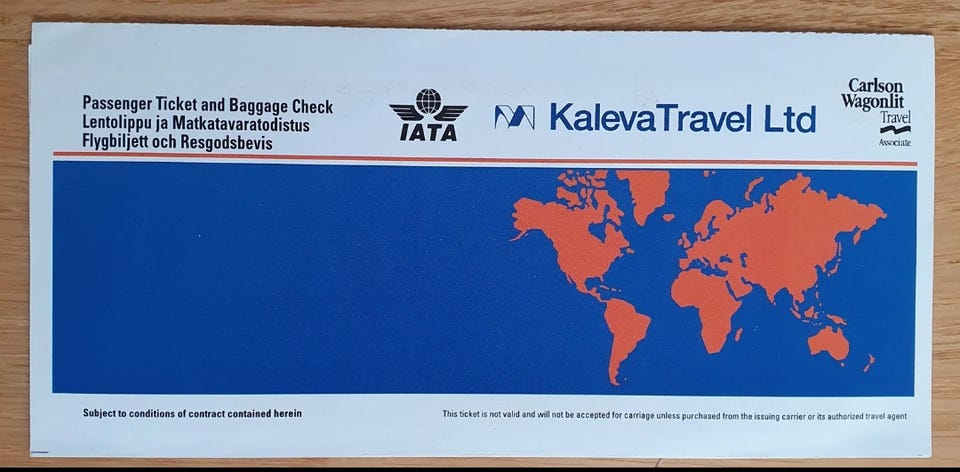 Passenger Ticket and Baggage Check
Lentolippu ja Matkatavaratodistus
Flygbiljett och Resgodsbevis
IATA
KalevaTravel Ltd
Carlson
Wagonlit
Travel
Associate
Subject to conditions of contract contained herein
This ticket is not valid and will not be accepted for carriage unless purchased from the issuing carrier or its authorized travel agent